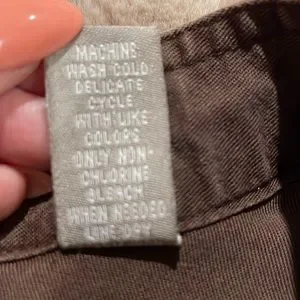 MACHINE
WASH COLD
DELICATE
CYCLE
WITH LIKE
COLORS
ONLY NON-
CHLORINE
BLEACH
WHEN NEEDED
LINE DRY